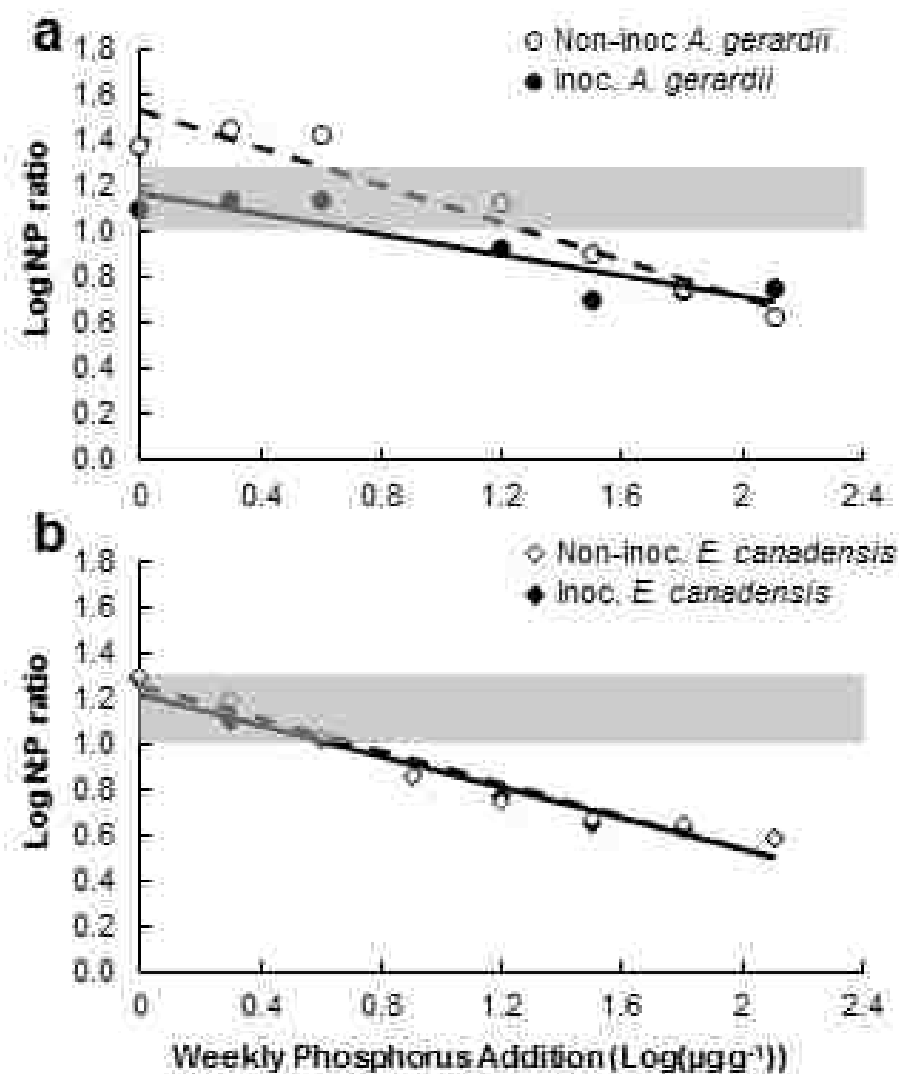 a
Non-inoc A. gerardii
Inoc. A. gerardii
1.8
1.6
1.4
1.2
1.0
0.8
0.6
0.4
0.2
0.0
Log N:P ratio
0 0.4 0.8 1.2 1.6 2 2.4
b
Non-inoc. E. canadensis
Inoc. E. canadensis
1.8
1.6
1.4
1.2
1.0
0.8
0.6
0.4
0.2
0.0
Log N:P ratio
0 0.4 0.8 1.2 1.6 2 2.4
Weekly Phosphorus Addition (Log(µg g⁻¹))